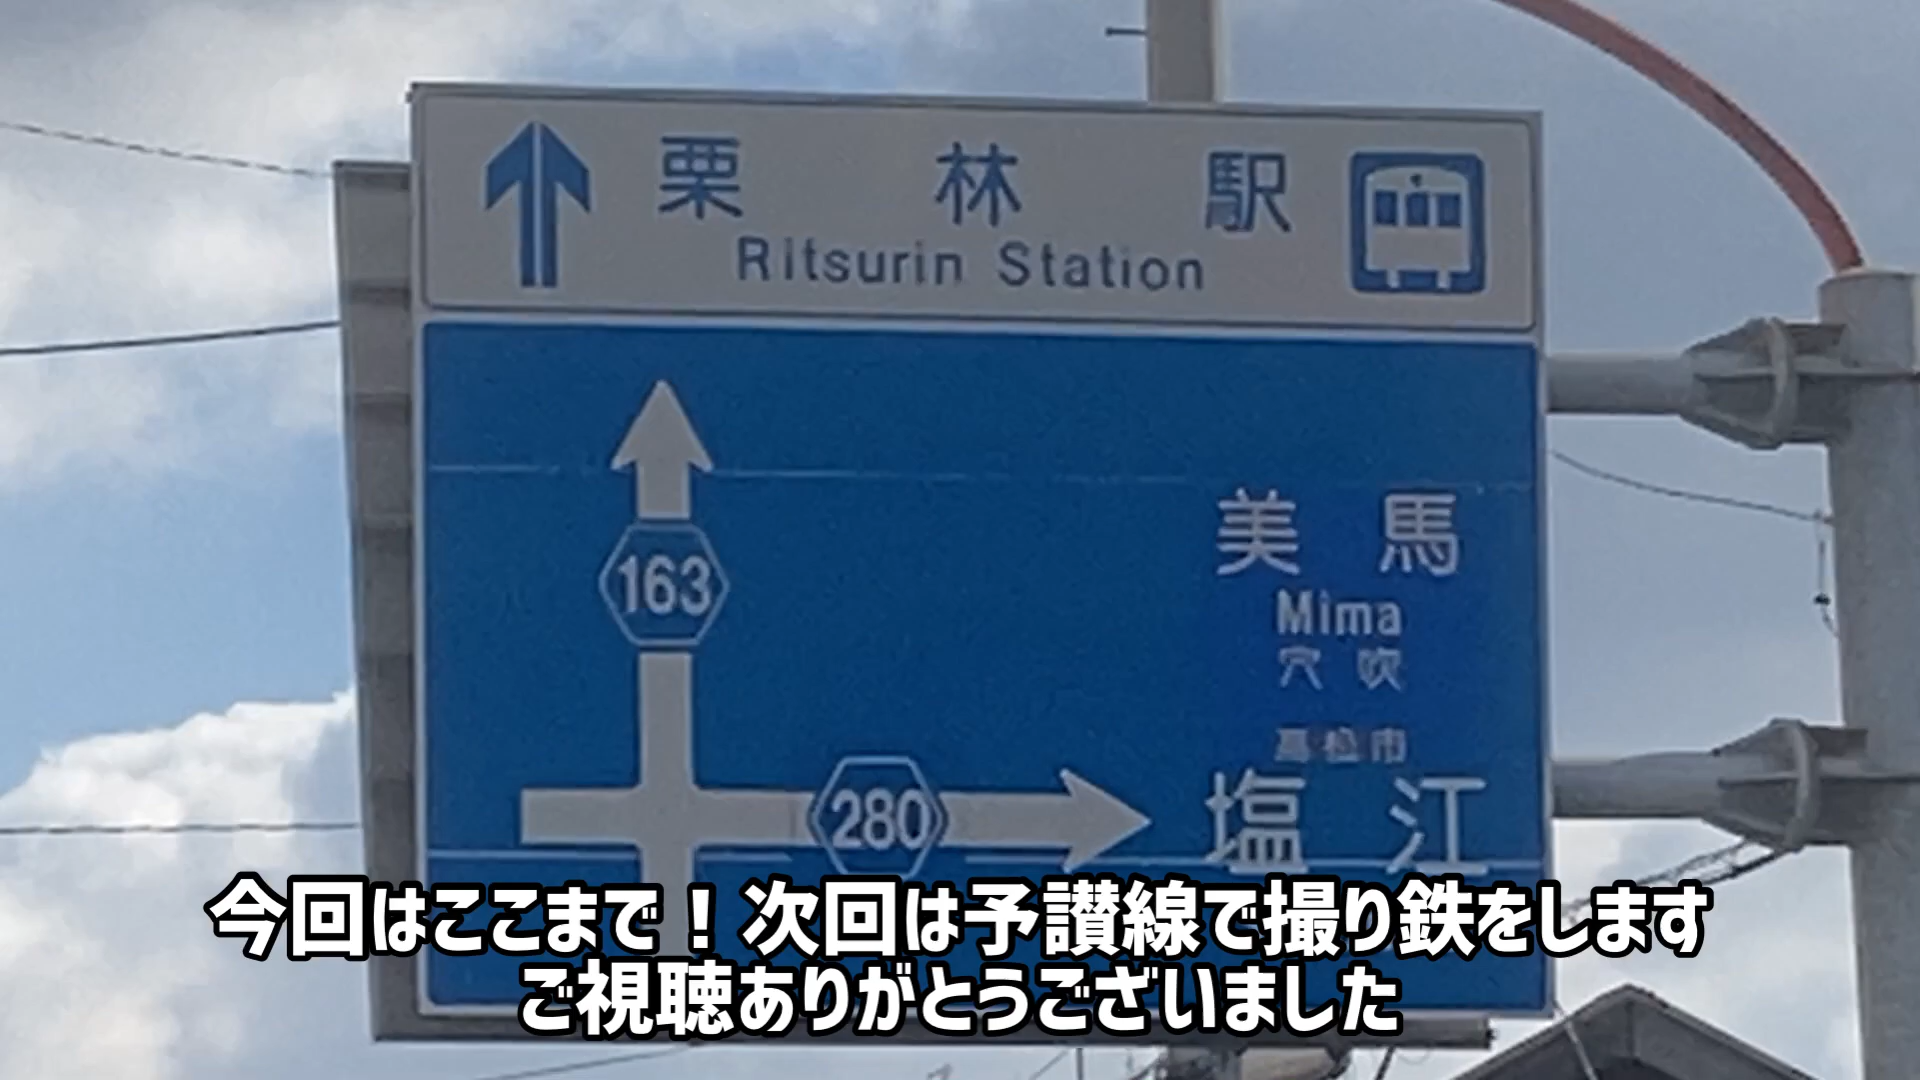 栗林駅
Ritsurin Station
163
美馬
Mima
穴吹
高松市
280
塩江
今回はここまで！次回は予讃線で撮り鉄をします
ご視聴ありがとうございました